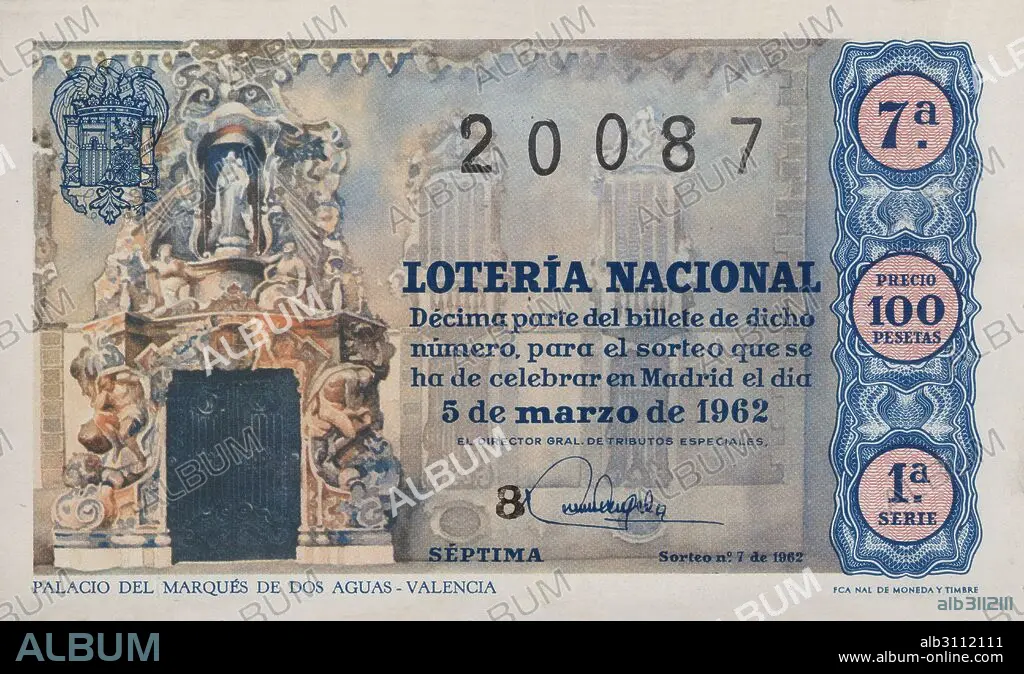 20087
7ª.
LOTERÍA NACIONAL
Décima parte del billete de dicho
número, para el sorteo que se
ha de celebrar en Madrid el dia
5 de marzo de 1962
EL DIRECTOR GRAL. DE TRIBUTOS ESPECIALES,
8
SÉPTIMA
Sorteo n.º 7 de 1962
PRECIO
100
PESETAS
1ª.
SERIE
PALACIO DEL MARQUÉS DE DOS AGUAS - VALENCIA
FCA NAL DE MONEDA Y TIMBRE
alb3112111
ALBUM
alb3112111
www.album-online.com